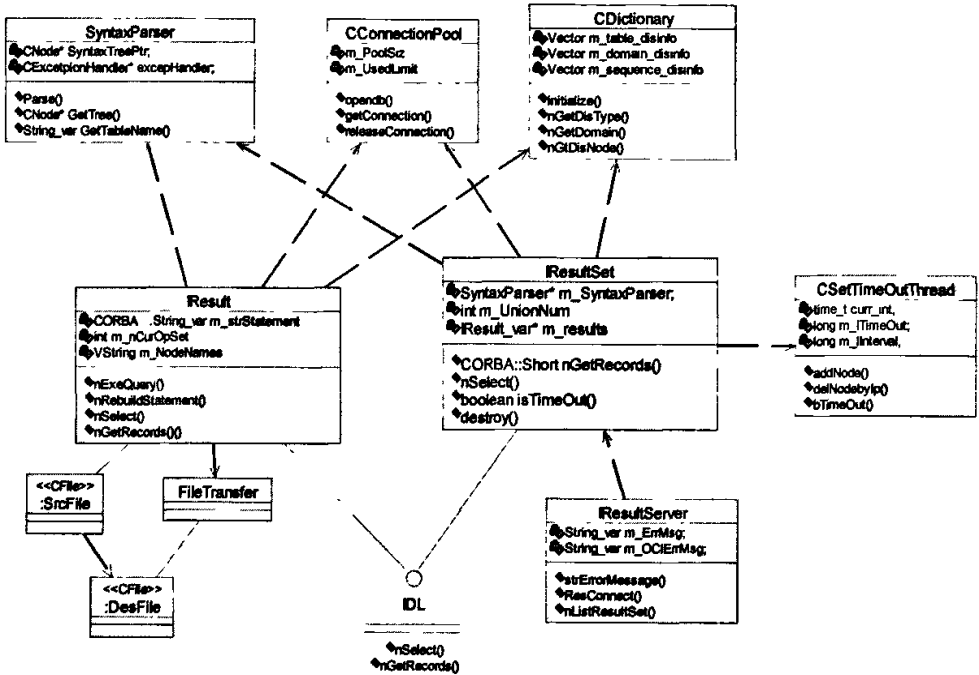 SyntaxParser
CNode* SyntaxTreePtr;
CExcetpionHandler* excepHandler;
Parse()
CNode* GetTree()
String_var GetTableName()
CConnectionPool
m_PoolSiz
m_UsedLimit
opendb()
getConnection()
releaseConnection()
CDictionary
Vector m_table_disinfo
Vector m_domain_disinfo
Vector m_sequence_disinfo
initialize()
nGetDisType()
nGetDomain()
nGtDisNode()
IResult
CORBA .String_var m_strStatement
int m_nCurOpSet
VString m_NodeNames
nExeQuery()
nRebuildStatement()
nSelect()
nGetRecords()()
IResultSet
SyntaxParser* m_SyntaxParser;
int m_UnionNum
IResult_var* m_results
CORBA::Short nGetRecords()
nSelect()
boolean isTimeOut()
destroy()
CSetTimeOutThread
time_t curr_int,
long m_lTimeOut;
long m_lInterval,
addNode()
delNodebyIp()
bTimeOut()
<<CFile>>
:SrcFile
FileTransfer
<<CFile>>
:DesFile
IDL
nSelect()
nGetRecords()
IResultServer
String_var m_ErrMsg;
String_var m_OCIErrMsg;
strErrorMessage()
ResConnect()
nListResultSet()